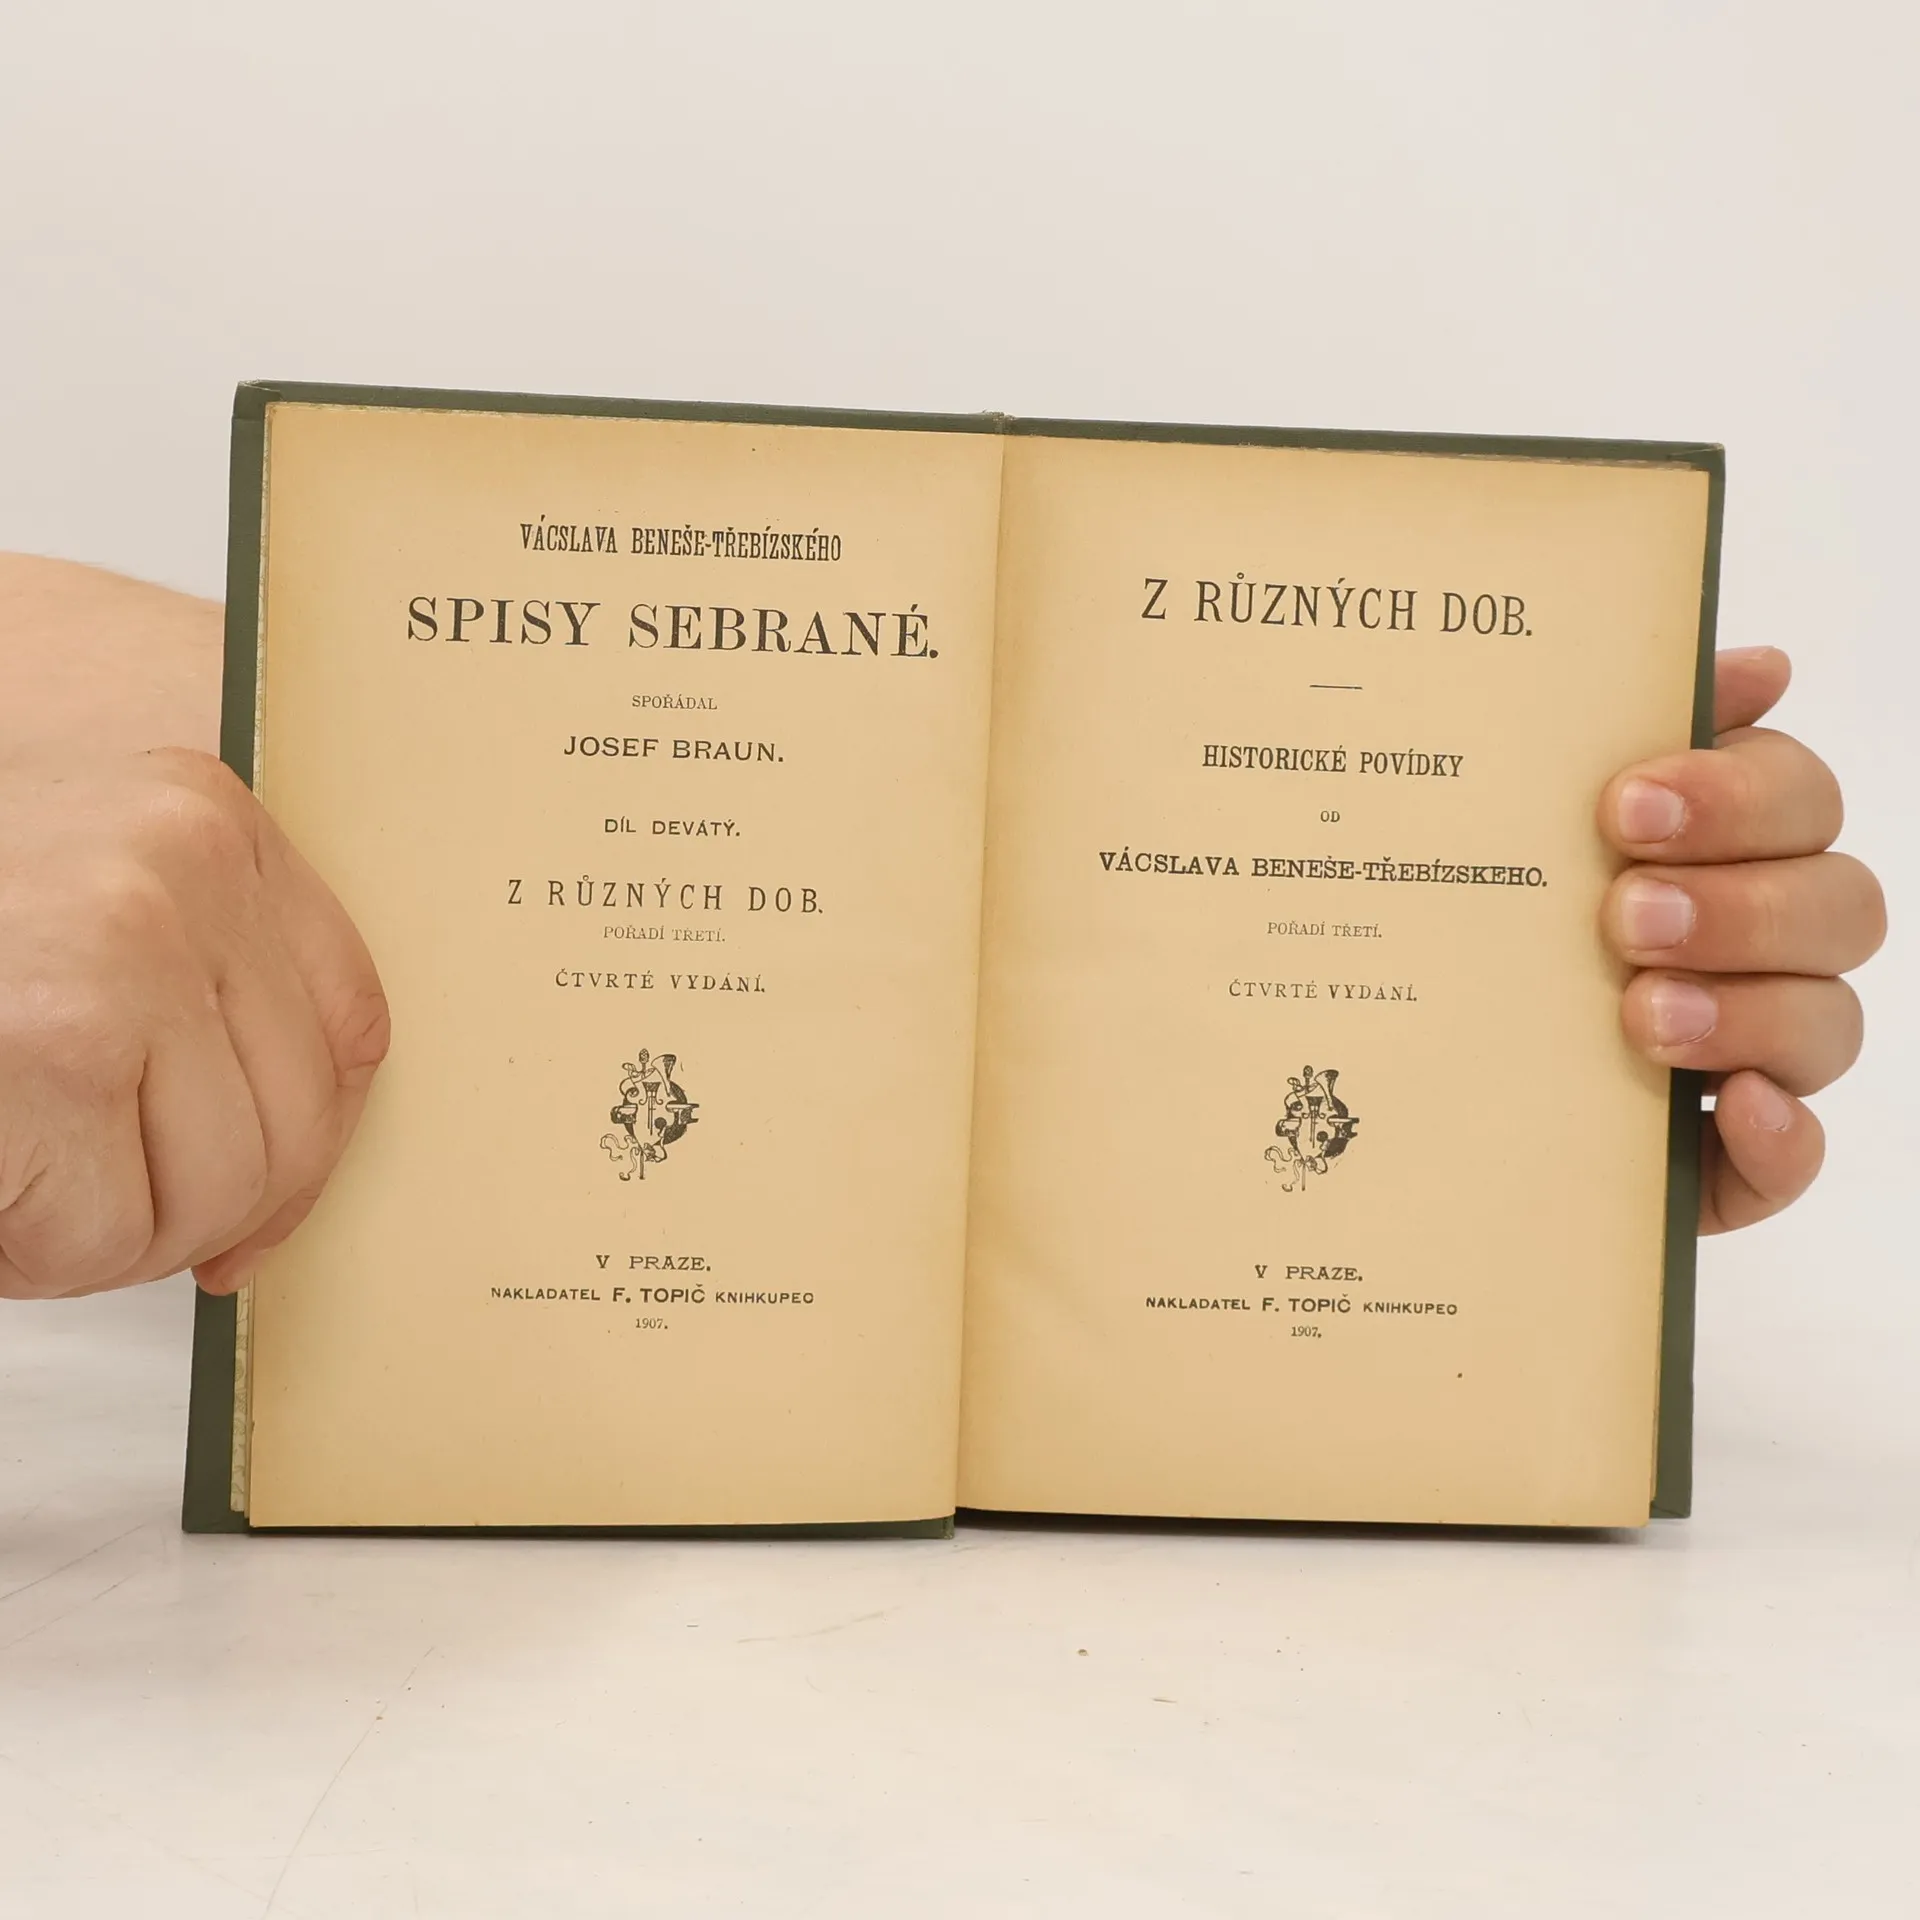 VÁCSLAVA BENEŠE-TŘEBÍZSKÉHO
SPISY SEBRANÉ.
SPOŘÁDAL
JOSEF BRAUN.
DÍL DEVÁTÝ.
Z RŮZNÝCH DOB.
POŘADÍ TŘETÍ.
ČTVRTÉ VYDÁNÍ.
V PRAZE.
NAKLADATEL F. TOPIČ KNIHKUPEC
1907.
Z RŮZNÝCH DOB.
HISTORICKÉ POVÍDKY
OD
VÁCSLAVA BENEŠE-TŘEBÍZSKEHO.
POŘADÍ TŘETÍ.
ČTVRTÉ VYDÁNÍ.
V PRAZE.
NAKLADATEL F. TOPIČ KNIHKUPEC
1907.